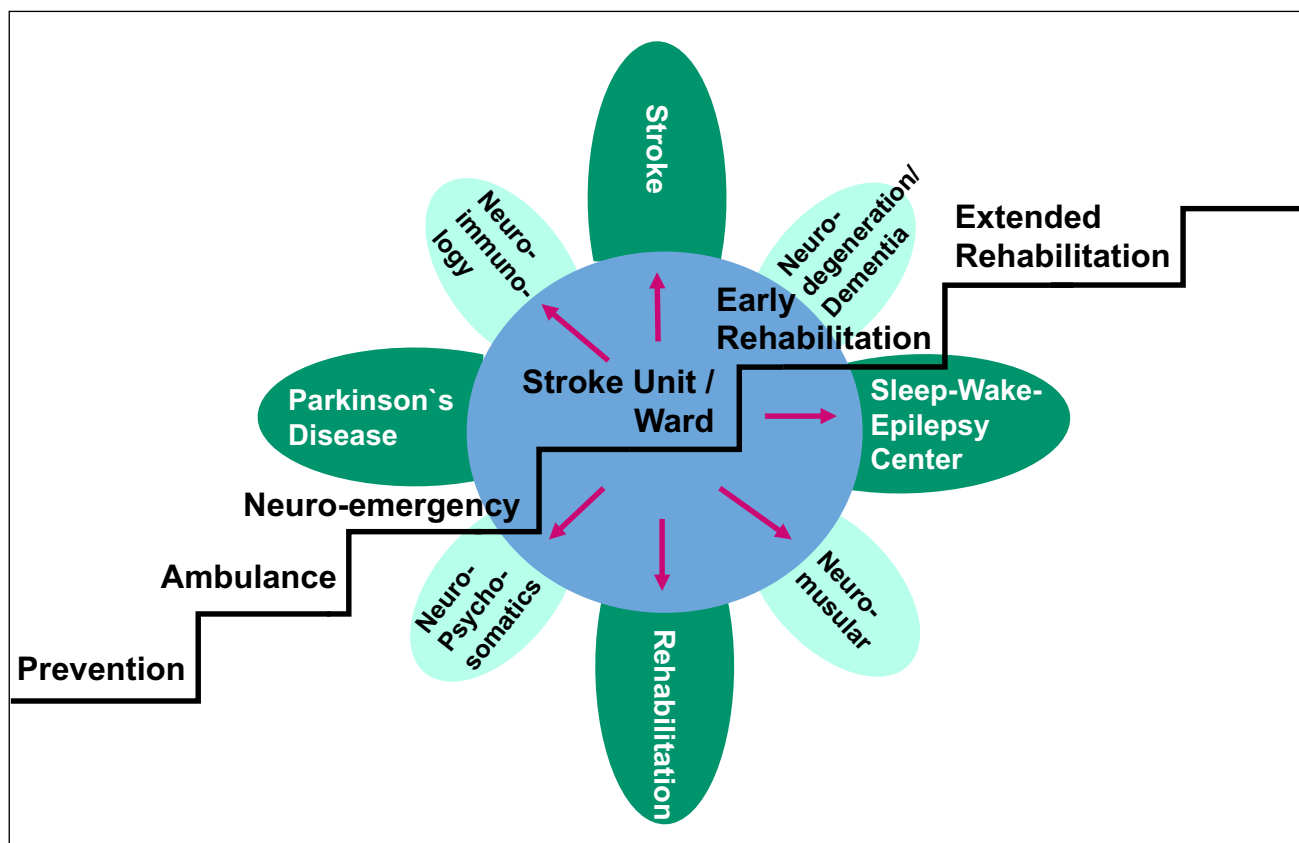 Stroke
Neuro-
immuno-
logy
Neuro-
degeneration/
Dementia
Extended
Rehabilitation
Early
Rehabilitation
Stroke Unit /
Ward
Parkinson`s
Disease
Sleep-Wake-
Epilepsy
Center
Neuro-emergency
Ambulance
Prevention
Neuro-
Psycho-
somatics
Neuro-
musular
Rehabilitation